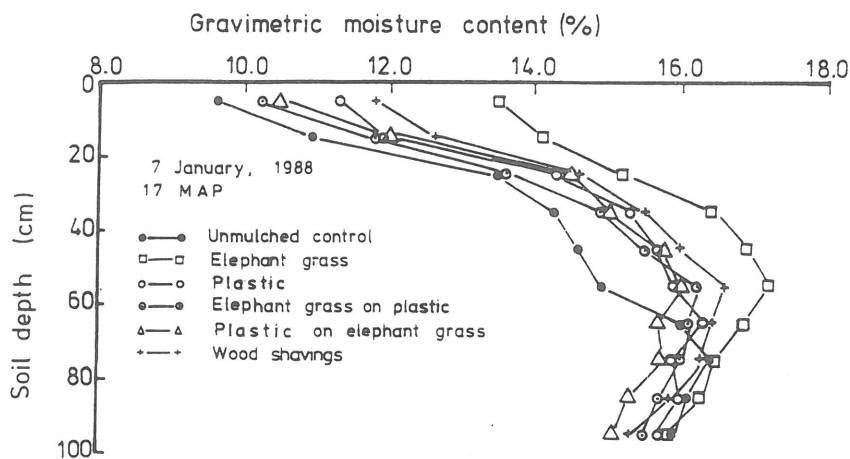 Gravimetric moisture content (%)
8.0 10.0 12.0 14.0 16.0 18.0
0
20
7 January, 1988
17 MAP
40
Unmulched control
Elephant grass
Plastic
60
Elephant grass on plastic
Plastic on elephant grass
Wood shavings
80
100
Soil depth (cm)